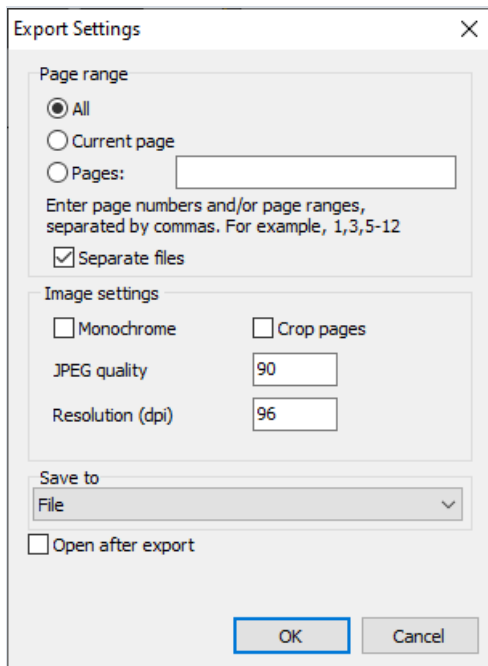 Export Settings
Page range
All
Current page
Pages:
Enter page numbers and/or page ranges,
separated by commas. For example, 1,3,5-12
Separate files
Image settings
Monochrome Crop pages
JPEG quality 90
Resolution (dpi) 96
Save to
File
Open after export
OK Cancel